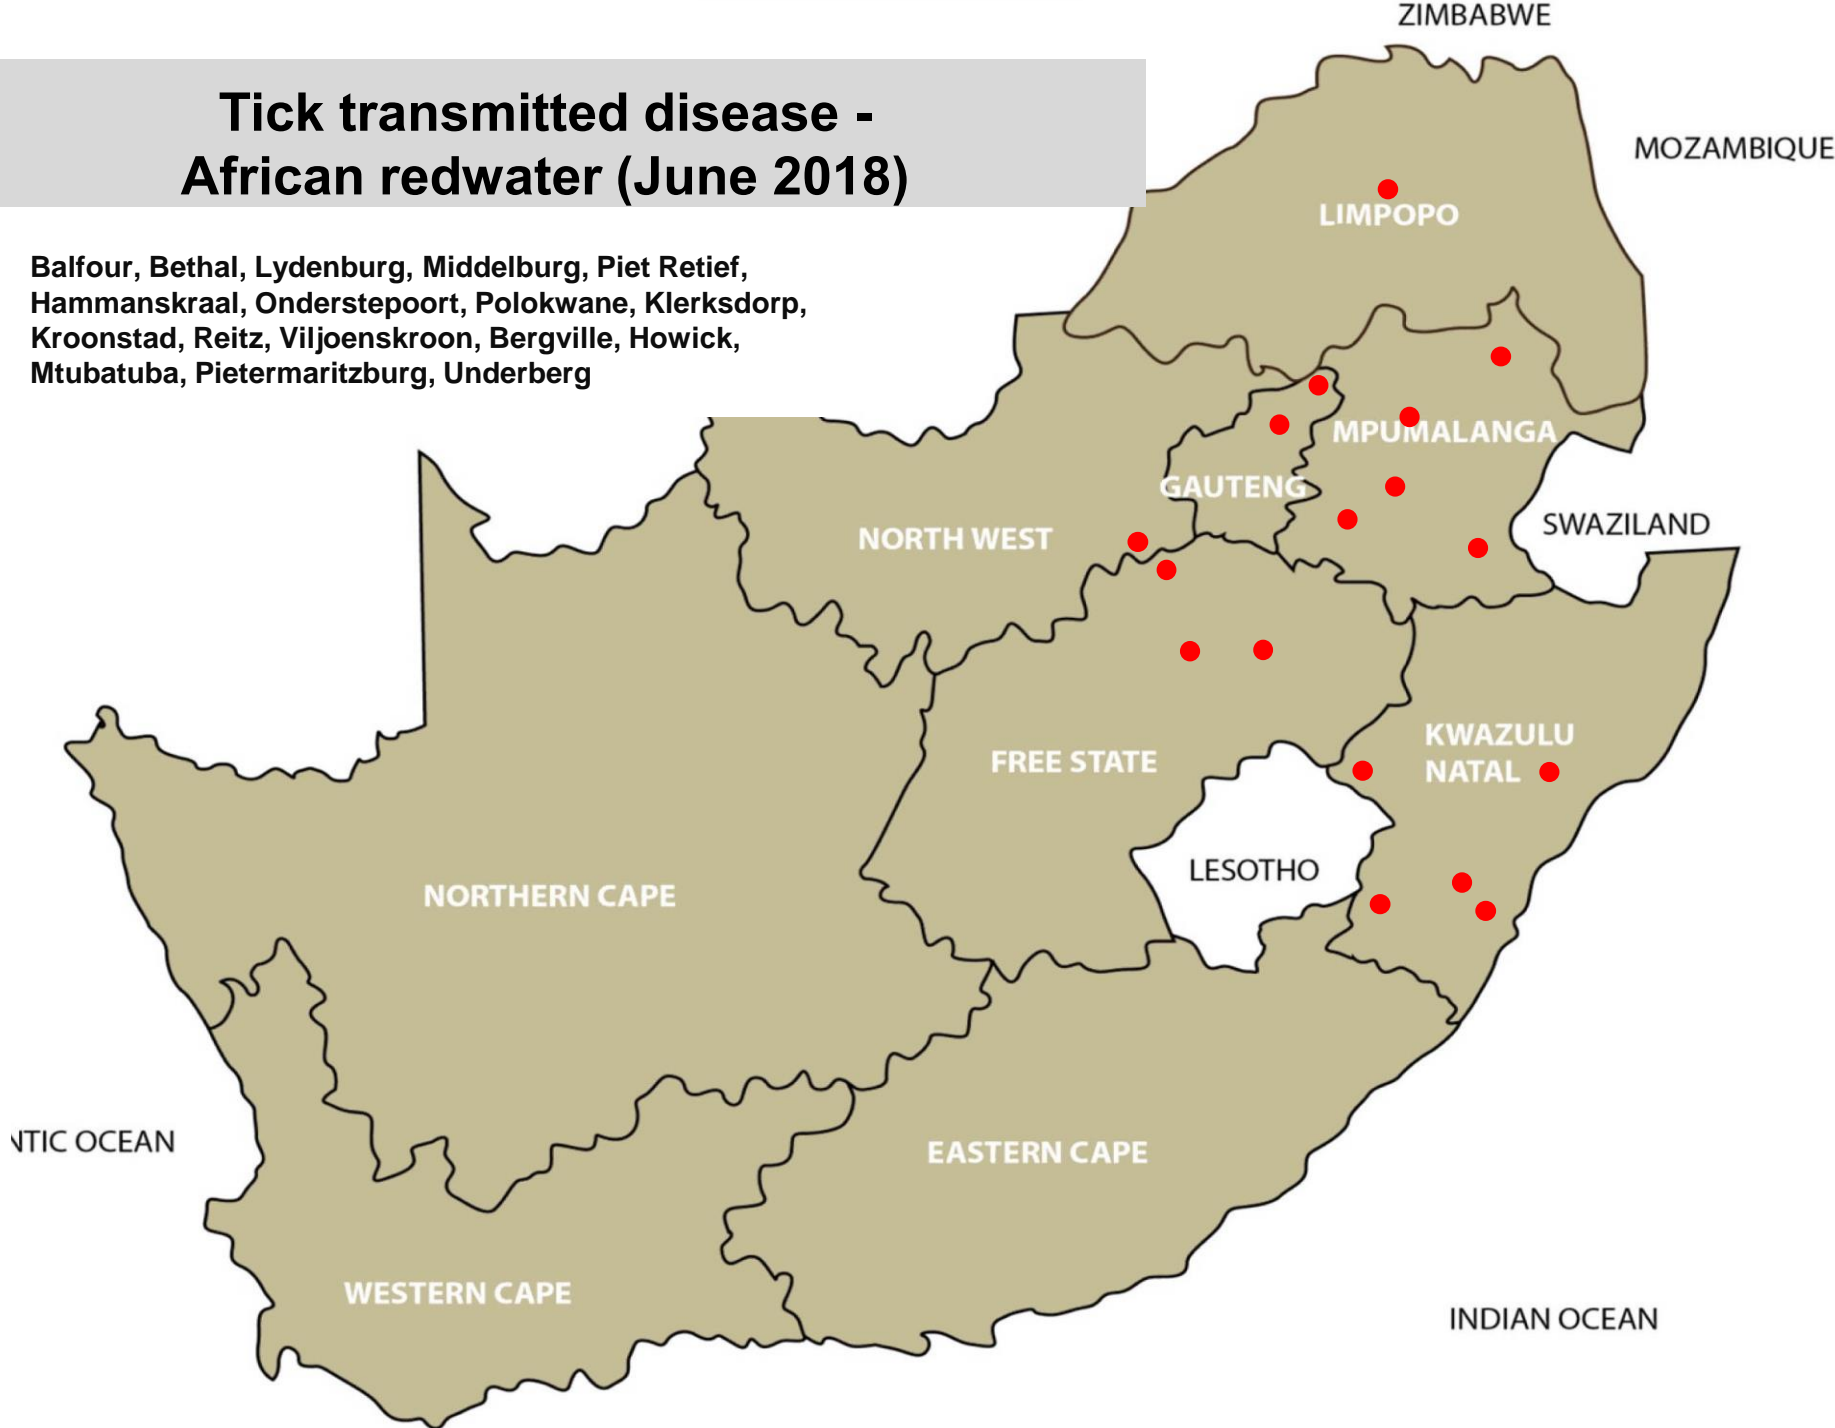 ZIMBABWE
Tick transmitted disease -
African redwater (June 2018)
MOZAMBIQUE
LIMPOPO
Balfour, Bethal, Lydenburg, Middelburg, Piet Retief,
Hammanskraal, Onderstepoort, Polokwane, Klerksdorp,
Kroonstad, Reitz, Viljoenskroon, Bergville, Howick,
Mtubatuba, Pietermaritzburg, Underberg
MPUMALANGA
GAUTENG
SWAZILAND
NORTH WEST
KWAZULU
NATAL
FREE STATE
LESOTHO
NORTHERN CAPE
NTIC OCEAN
EASTERN CAPE
WESTERN CAPE
INDIAN OCEAN